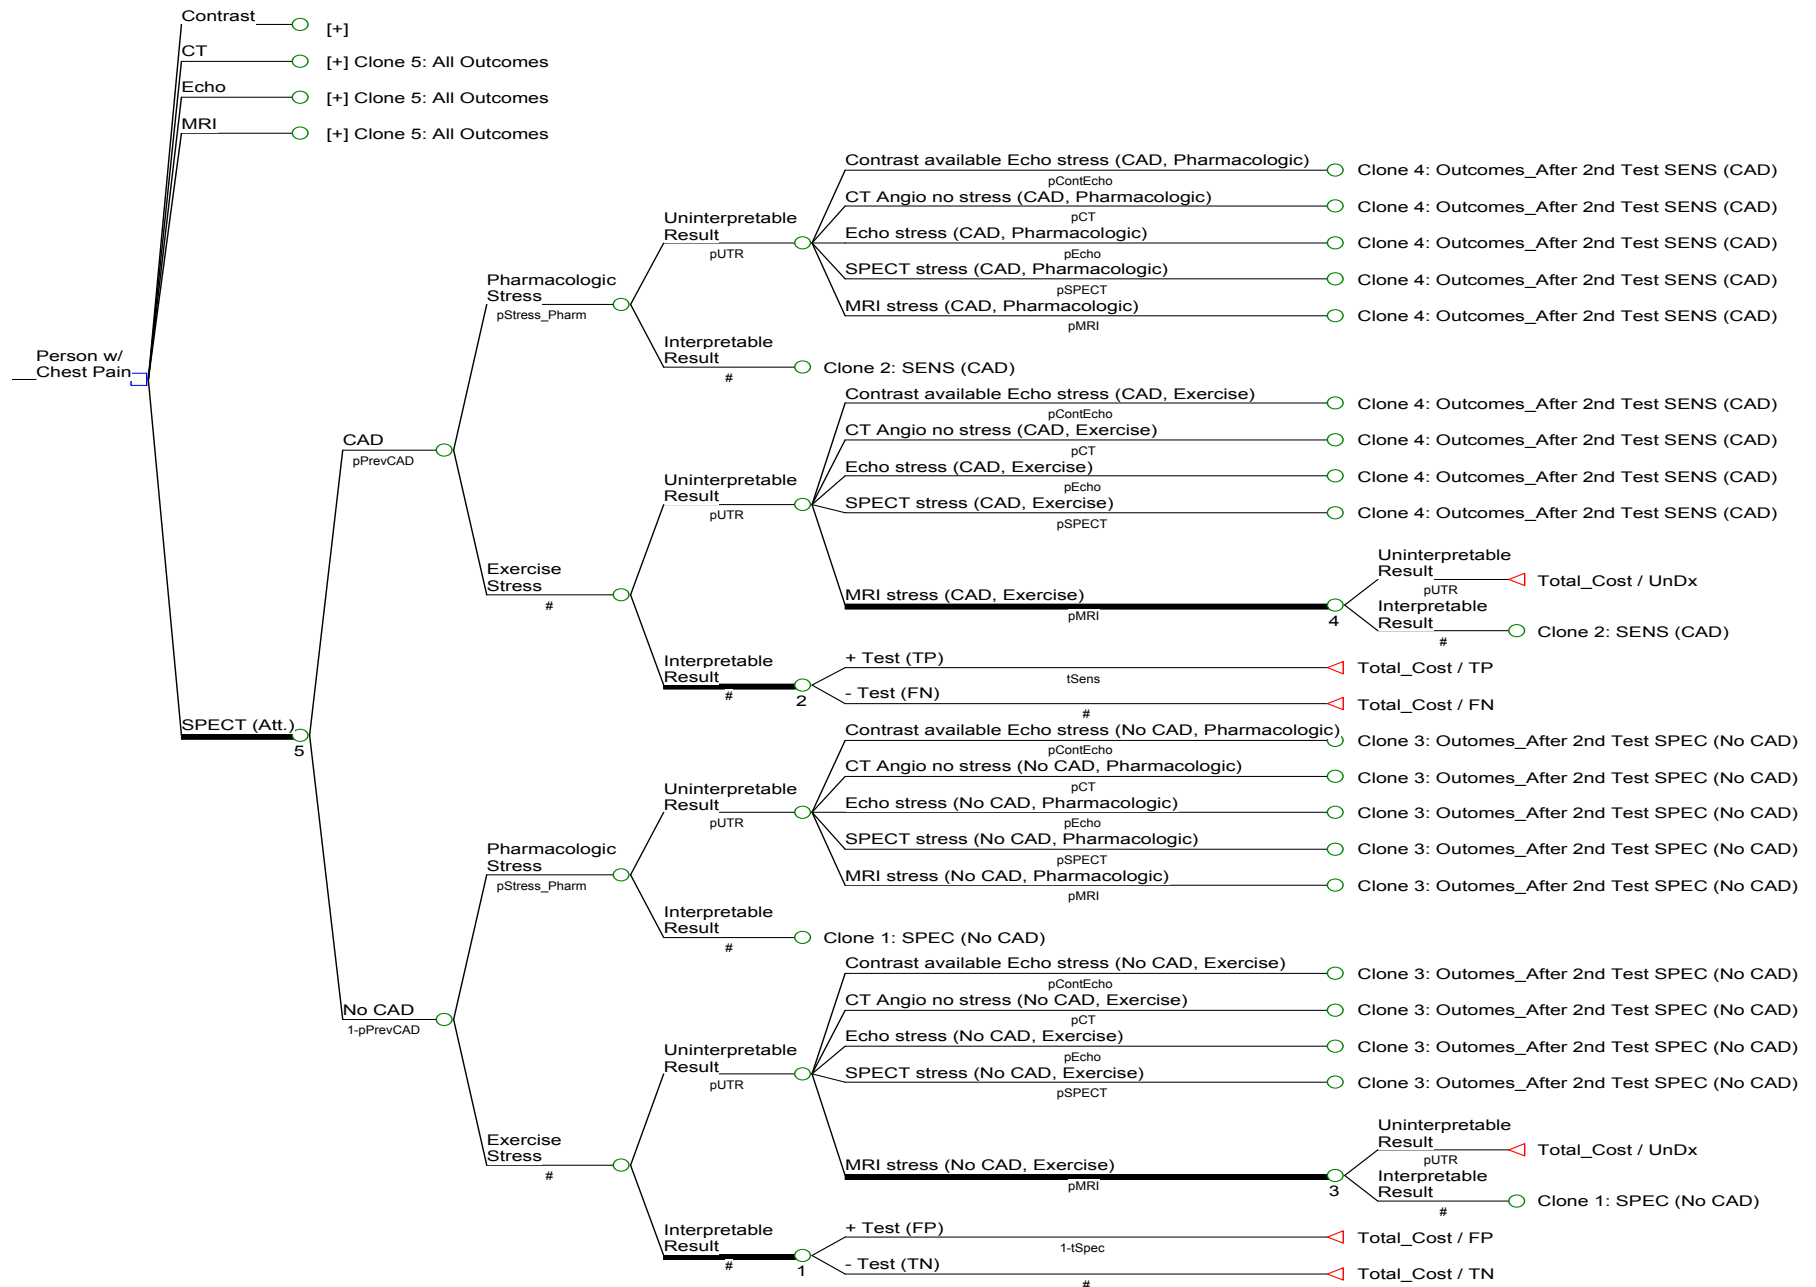 Contrast
[+]
CT
[+] Clone 5: All Outcomes
Echo
[+] Clone 5: All Outcomes
MRI
[+] Clone 5: All Outcomes
Contrast available Echo stress (CAD, Pharmacologic)
pContEcho
Clone 4: Outcomes_After 2nd Test SENS (CAD)
CT Angio no stress (CAD, Pharmacologic)
pCT
Clone 4: Outcomes_After 2nd Test SENS (CAD)
Uninterpretable
Result
pUTR
Echo stress (CAD, Pharmacologic)
pEcho
Clone 4: Outcomes_After 2nd Test SENS (CAD)
SPECT stress (CAD, Pharmacologic)
pSPECT
Clone 4: Outcomes_After 2nd Test SENS (CAD)
Pharmacologic
Stress
pStress_Pharm
MRI stress (CAD, Pharmacologic)
pMRI
Clone 4: Outcomes_After 2nd Test SENS (CAD)
Interpretable
Result
#
Clone 2: SENS (CAD)
Person w/
Chest Pain
Contrast available Echo stress (CAD, Exercise)
pContEcho
Clone 4: Outcomes_After 2nd Test SENS (CAD)
CT Angio no stress (CAD, Exercise)
pCT
Clone 4: Outcomes_After 2nd Test SENS (CAD)
CAD
pPrevCAD
Echo stress (CAD, Exercise)
pEcho
Clone 4: Outcomes_After 2nd Test SENS (CAD)
Uninterpretable
Result
pUTR
SPECT stress (CAD, Exercise)
pSPECT
Clone 4: Outcomes_After 2nd Test SENS (CAD)
Exercise
Stress
#
MRI stress (CAD, Exercise)
pMRI
4
Uninterpretable
Result
pUTR
Total_Cost / UnDx
Interpretable
Result
#
Clone 2: SENS (CAD)
Interpretable
Result
#
2
+ Test (TP)
tSens
Total_Cost / TP
- Test (FN)
#
Total_Cost / FN
SPECT (Att.)
5
Contrast available Echo stress (No CAD, Pharmacologic)
pContEcho
Clone 3: Outomes_After 2nd Test SPEC (No CAD)
CT Angio no stress (No CAD, Pharmacologic)
pCT
Clone 3: Outomes_After 2nd Test SPEC (No CAD)
Uninterpretable
Result
pUTR
Echo stress (No CAD, Pharmacologic)
pEcho
Clone 3: Outomes_After 2nd Test SPEC (No CAD)
SPECT stress (No CAD, Pharmacologic)
pSPECT
Clone 3: Outomes_After 2nd Test SPEC (No CAD)
Pharmacologic
Stress
pStress_Pharm
MRI stress (No CAD, Pharmacologic)
pMRI
Clone 3: Outomes_After 2nd Test SPEC (No CAD)
Interpretable
Result
#
Clone 1: SPEC (No CAD)
Contrast available Echo stress (No CAD, Exercise)
pContEcho
Clone 3: Outomes_After 2nd Test SPEC (No CAD)
No CAD
1-pPrevCAD
CT Angio no stress (No CAD, Exercise)
pCT
Clone 3: Outomes_After 2nd Test SPEC (No CAD)
Echo stress (No CAD, Exercise)
pEcho
Clone 3: Outomes_After 2nd Test SPEC (No CAD)
Uninterpretable
Result
pUTR
SPECT stress (No CAD, Exercise)
pSPECT
Clone 3: Outomes_After 2nd Test SPEC (No CAD)
Exercise
Stress
#
MRI stress (No CAD, Exercise)
pMRI
3
Uninterpretable
Result
pUTR
Total_Cost / UnDx
Interpretable
Result
#
Clone 1: SPEC (No CAD)
Interpretable
Result
#
1
+ Test (FP)
1-tSpec
Total_Cost / FP
- Test (TN)
#
Total_Cost / TN